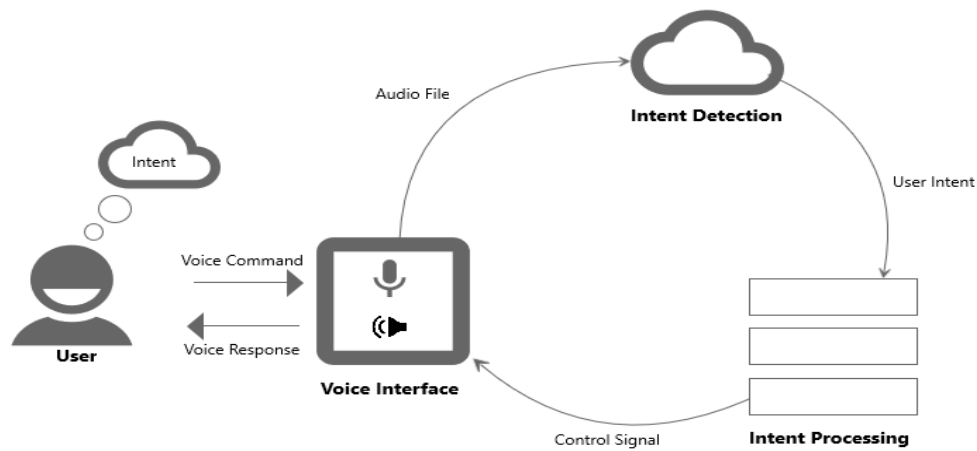 Audio File
Intent Detection
Intent
User Intent
Voice Command
Voice Response
User
Voice Interface
Control Signal
Intent Processing